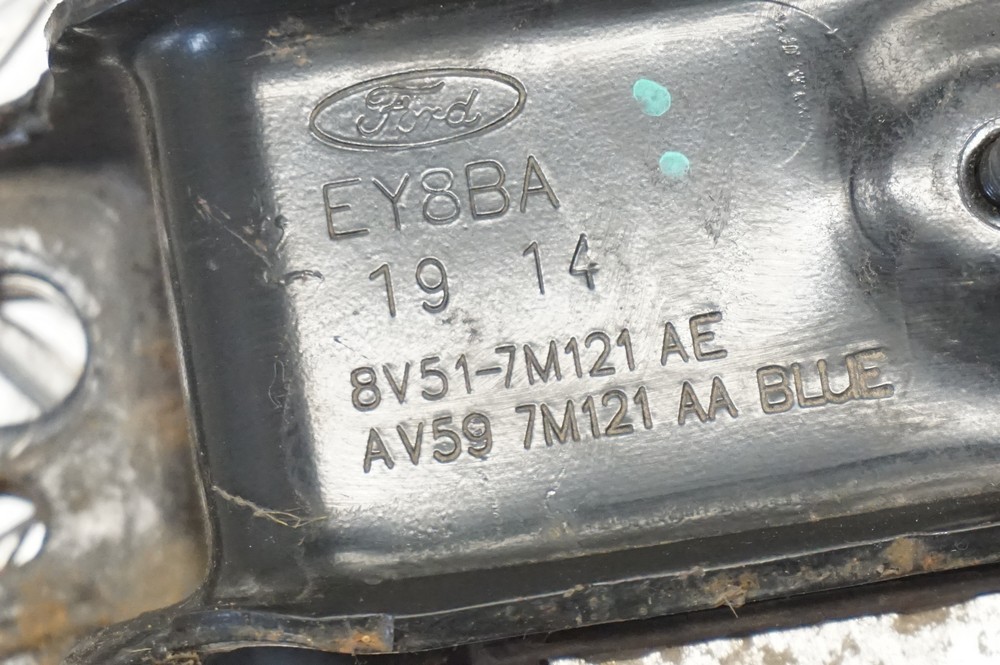 Ford
EY8BA
19 14
8V51-7M121 AE
AV59 7M121 AA BLUE